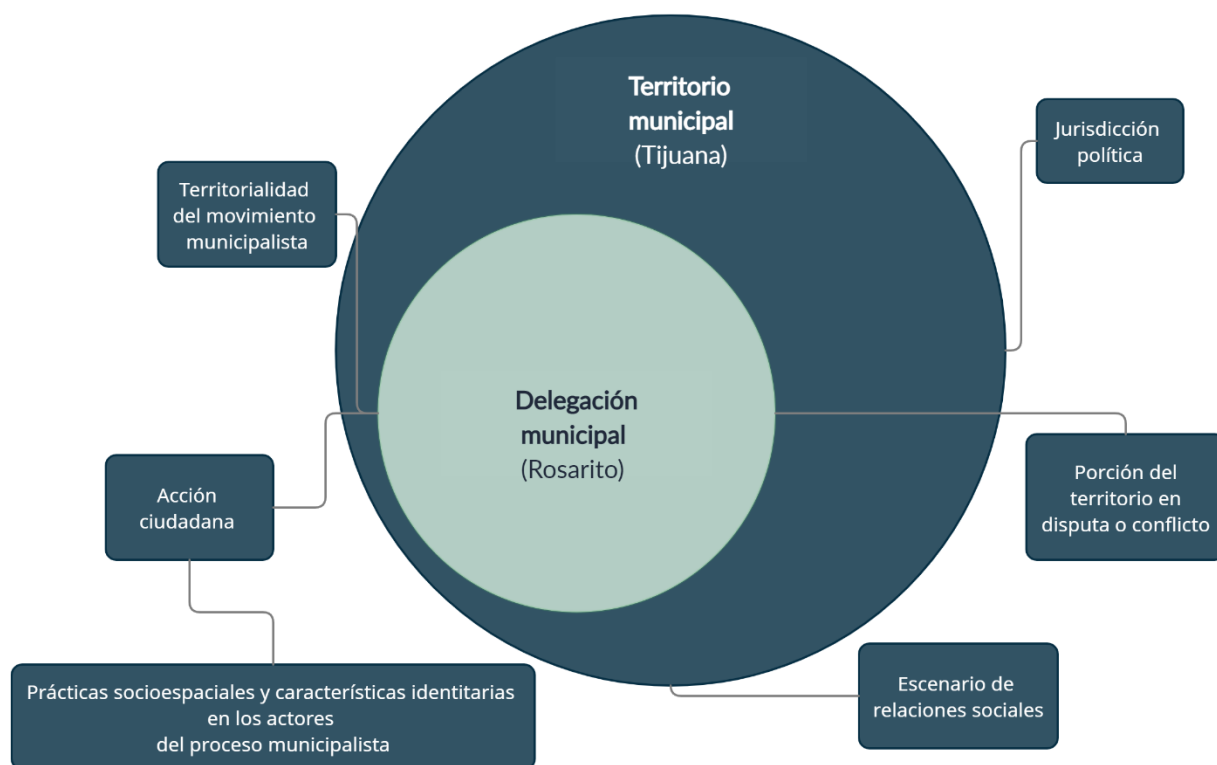 Territorio
municipal
(Tijuana)
Jurisdicción
política
Territorialidad
del movimiento
municipalista
Delegación
municipal
(Rosarito)
Acción
ciudadana
Porción del
territorio en
disputa o conflicto
Prácticas socioespaciales y características identitarias
en los actores
del proceso municipalista
Escenario de
relaciones sociales